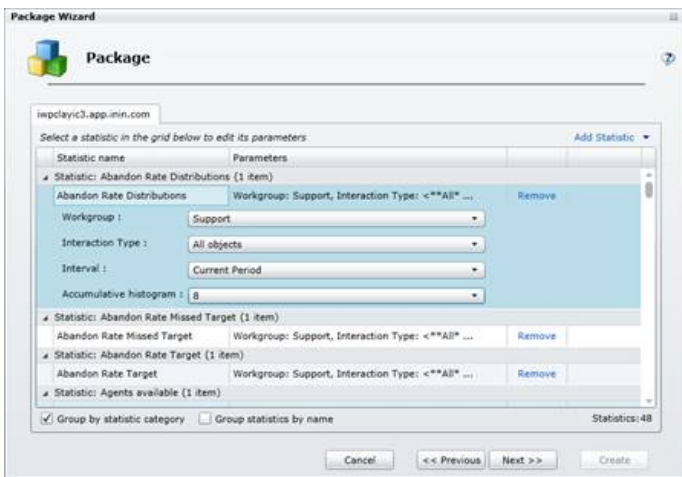 Package Wizard
Package
iwpclayic3.app.inin.com
Select a statistic in the grid below to edit its parameters Add Statistic
Statistic name Parameters
Statistic: Abandon Rate Distributions (1 item)
Abandon Rate Distributions Workgroup: Support, Interaction Type: <**All* ... Remove
Workgroup : Support
Interaction Type : All objects
Interval : Current Period
Accumulative histogram : 8
Statistic: Abandon Rate Missed Target (1 item)
Abandon Rate Missed Target Workgroup: Support, Interaction Type: <**All* ... Remove
Statistic: Abandon Rate Target (1 item)
Abandon Rate Target Workgroup: Support, Interaction Type: <**All* ... Remove
Statistic: Agents available (1 item)
Group by statistic category Group statistics by name Statistics:48
Cancel << Previous Next >> Create